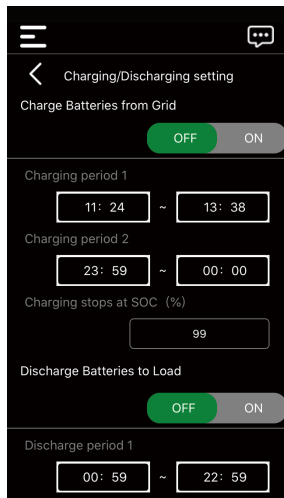 Charging/Discharging setting
Charge Batteries from Grid
OFF ON
Charging period 1
11: 24 ~ 13: 38
Charging period 2
23: 59 ~ 00: 00
Charging stops at SOC (%)
99
Discharge Batteries to Load
OFF ON
Discharge period 1
00: 59 ~ 22: 59